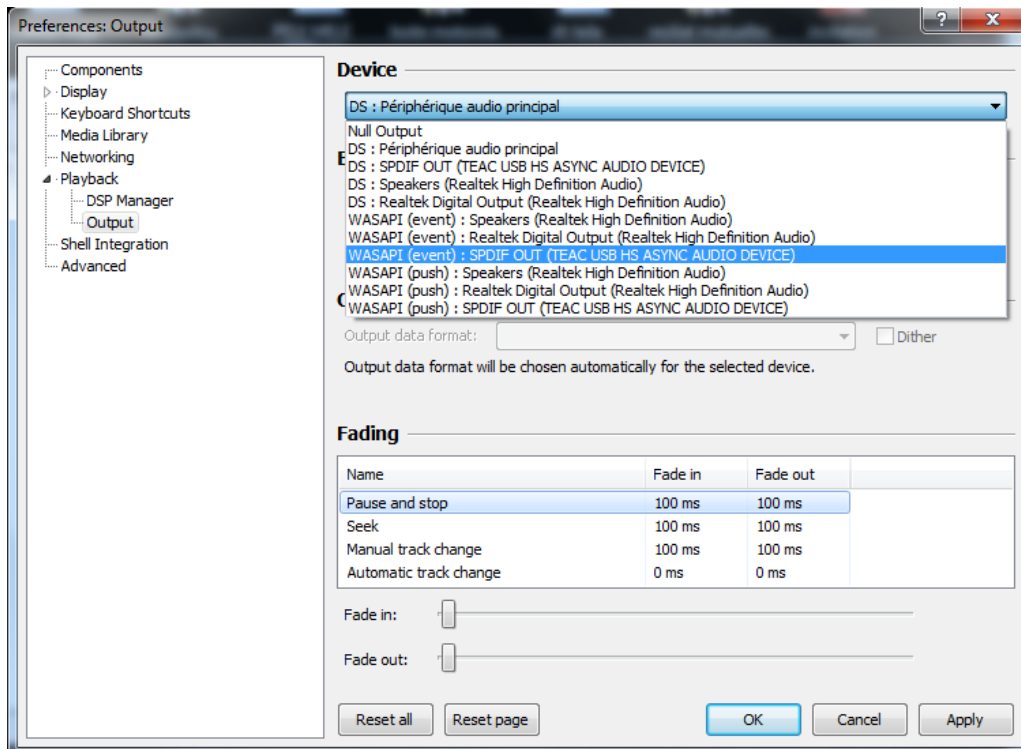 Preferences: Output
Components
Display
Keyboard Shortcuts
Media Library
Networking
Playback
DSP Manager
Output
Shell Integration
Advanced
Device
DS : Périphérique audio principal
Null Output
DS : Périphérique audio principal
DS : SPDIF OUT (TEAC USB HS ASYNC AUDIO DEVICE)
DS : Speakers (Realtek High Definition Audio)
DS : Realtek Digital Output (Realtek High Definition Audio)
WASAPI (event) : Speakers (Realtek High Definition Audio)
WASAPI (event) : Realtek Digital Output (Realtek High Definition Audio)
WASAPI (event) : SPDIF OUT (TEAC USB HS ASYNC AUDIO DEVICE)
WASAPI (push) : Speakers (Realtek High Definition Audio)
WASAPI (push) : Realtek Digital Output (Realtek High Definition Audio)
WASAPI (push) : SPDIF OUT (TEAC USB HS ASYNC AUDIO DEVICE)
Output data format: Dither
Output data format will be chosen automatically for the selected device.
Fading
Name Fade in Fade out
Pause and stop 100 ms 100 ms
Seek 100 ms 100 ms
Manual track change 100 ms 100 ms
Automatic track change 0 ms 0 ms
Fade in:
Fade out:
Reset all Reset page OK Cancel Apply